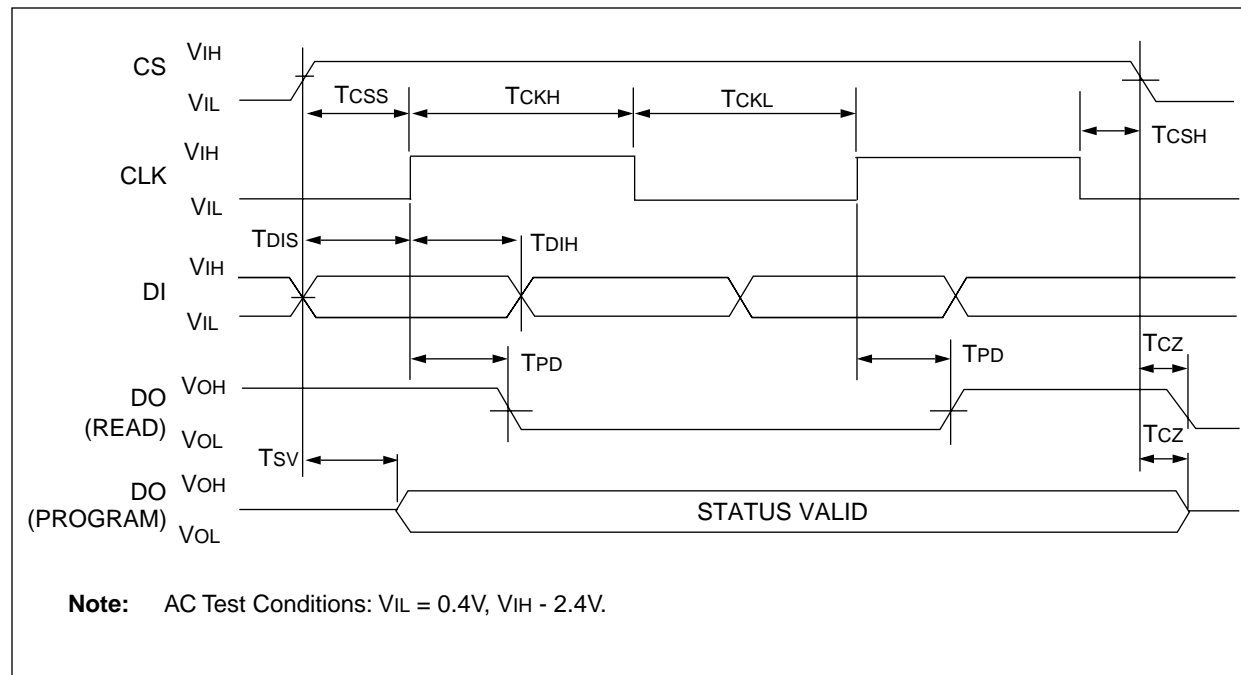 CS
VIH
VIL
TCSS
TCKH
TCKL
TCSH
CLK
VIH
VIL
TDIS
TDIH
DI
VIH
VIL
TPD
TPD
TCZ
DO
(READ)
VOH
VOL
TCZ
TSV
DO
(PROGRAM)
VOH
VOL
STATUS VALID
Note: AC Test Conditions: VIL = 0.4V, VIH - 2.4V.